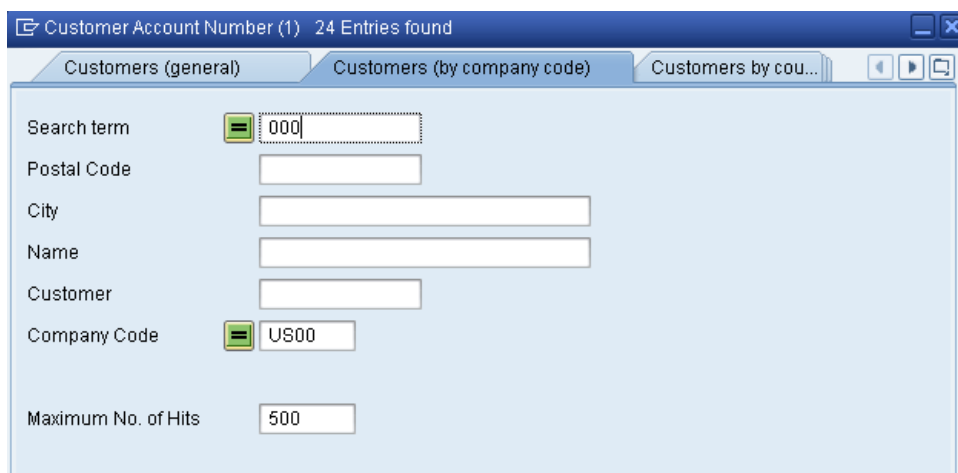 Customer Account Number (1) 24 Entries found
Customers (general) Customers (by company code) Customers by cou...
Search term = 000
Postal Code
City
Name
Customer
Company Code = US00
Maximum No. of Hits 500